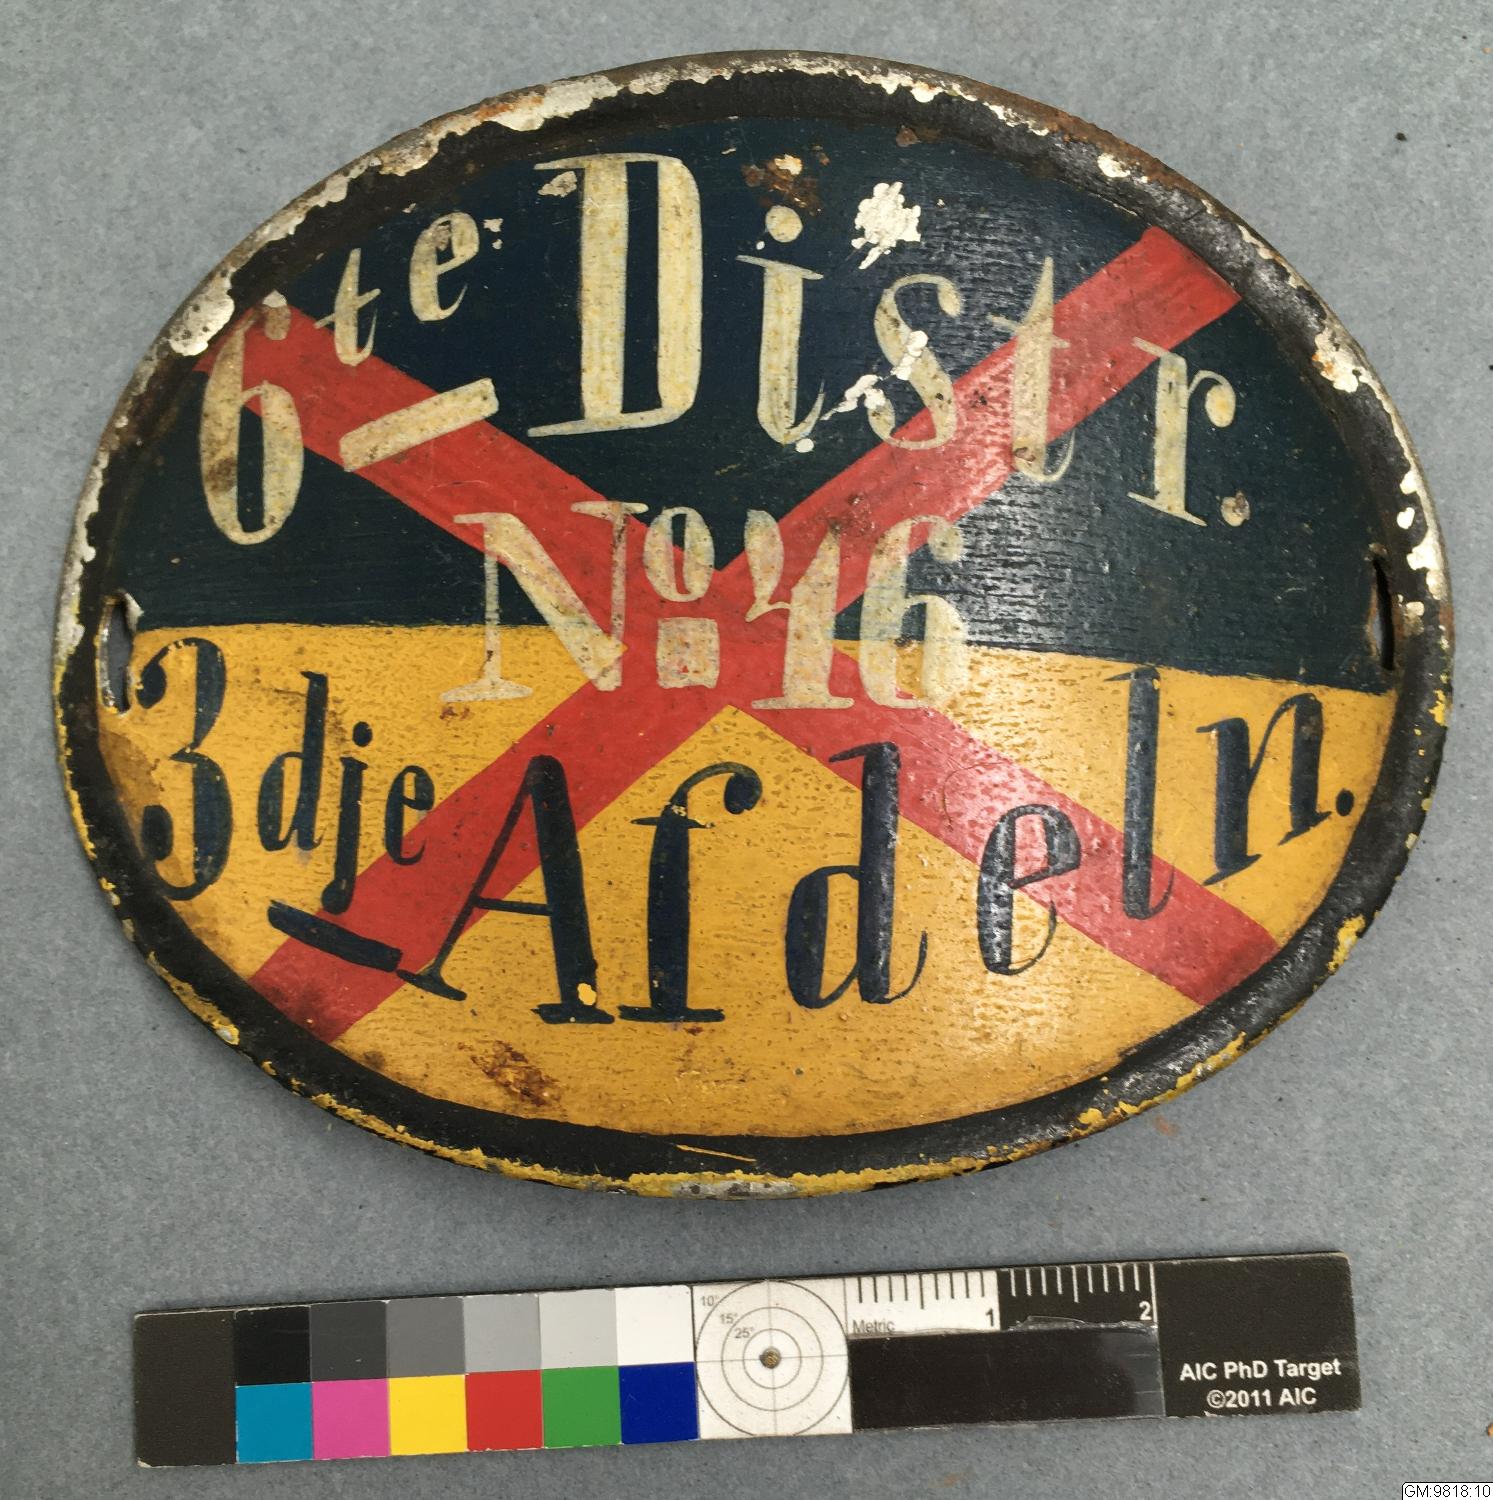 6te Distr.
No 46
3dje Afdeln.
10°
15°
25°
Metric 1 2
AIC PhD Target
©2011 AIC
GM:9818:10